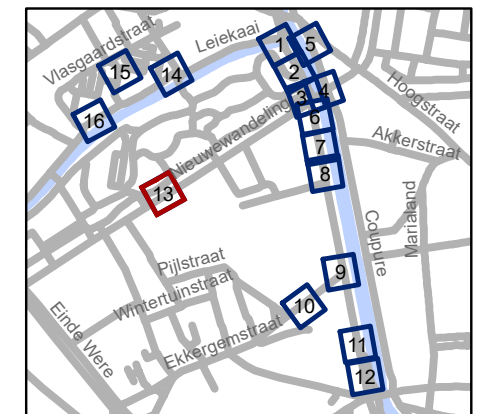 Vlasgaardstraat
Leiekaai
1
5
2
15
14
3
4
Hoogstraat
16
6
Nieuwewandeling
Akkerstraat
7
8
13
Marialand
Coupure
Pijlstraat
9
Wintertuinstraat
10
Einde Were
Ekkergemstraat
11
12